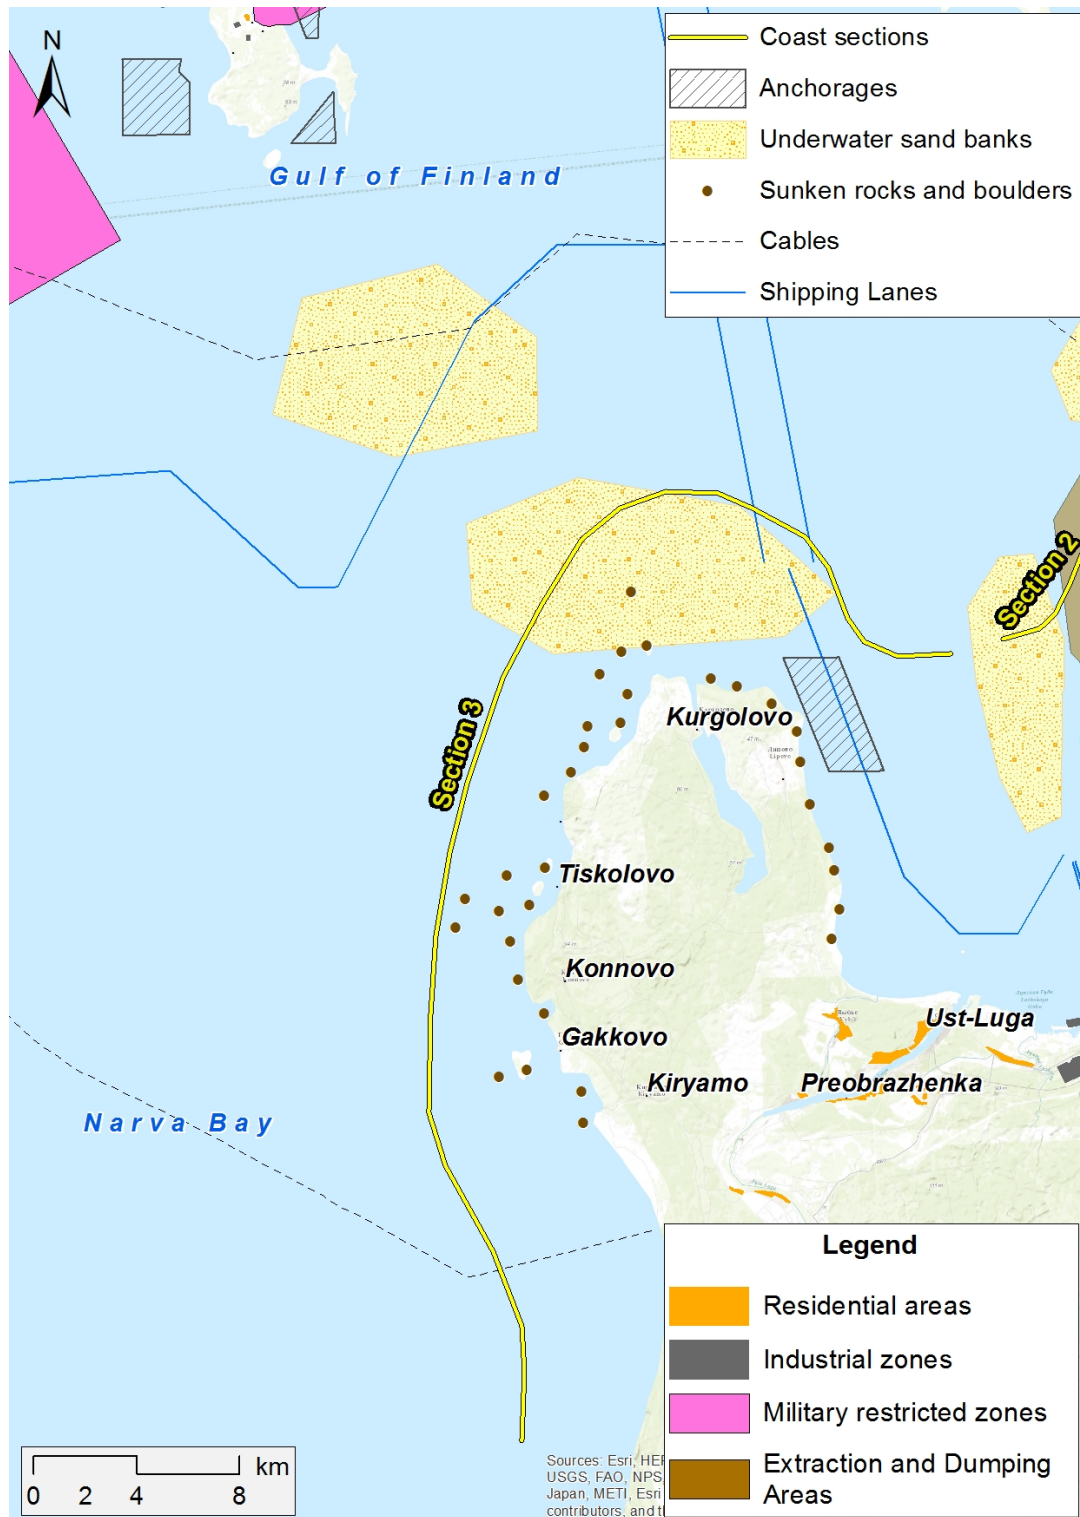 N
Coast sections
Anchorages
Underwater sand banks
Sunken rocks and boulders
Cables
Shipping Lanes
Gulf of Finland
Section 2
Section 3
Kurgolovo
Липово
Lipovo
Tiskolovo
Konnovo
Gakkovo
Ust-Luga
Kiryamo
Preobrazhenka
Narva Bay
Legend
Residential areas
Industrial zones
Military restricted zones
Extraction and Dumping
Areas
km
0 2 4 8
Sources: Esri,
USGS, FAO, NPS,
Japan, METI, Esri
contributors, and